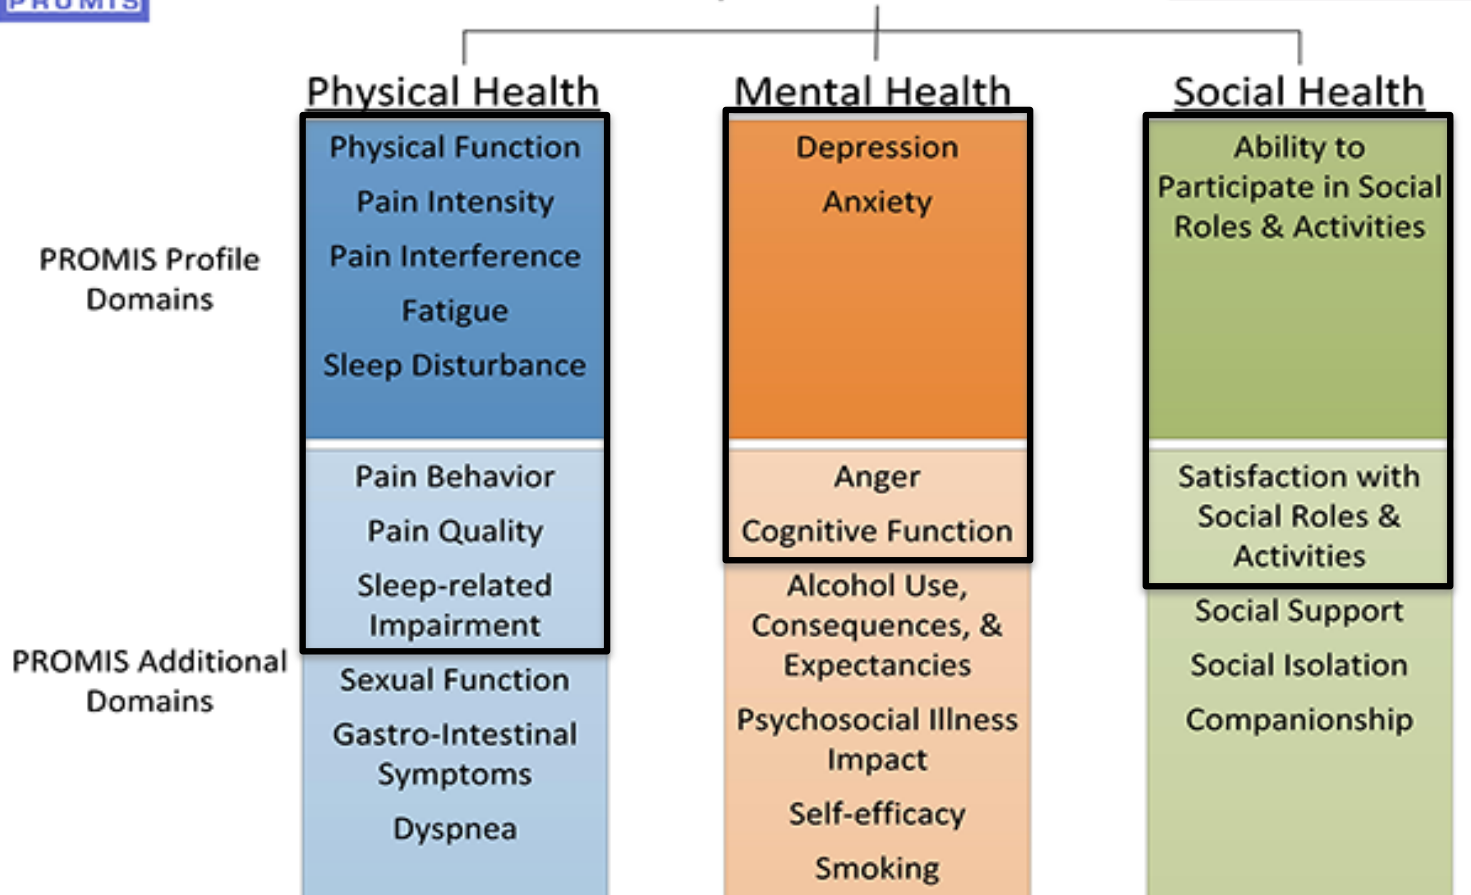 PROMIS
Physical Health
Mental Health
Social Health
PROMIS Profile
Domains
Physical Function
Pain Intensity
Pain Interference
Fatigue
Sleep Disturbance
Depression
Anxiety
Ability to
Participate in Social
Roles & Activities
PROMIS Additional
Domains
Pain Behavior
Pain Quality
Sleep-related
Impairment
Sexual Function
Gastro-Intestinal
Symptoms
Dyspnea
Anger
Cognitive Function
Alcohol Use,
Consequences, &
Expectancies
Psychosocial Illness
Impact
Self-efficacy
Smoking
Satisfaction with
Social Roles &
Activities
Social Support
Social Isolation
Companionship